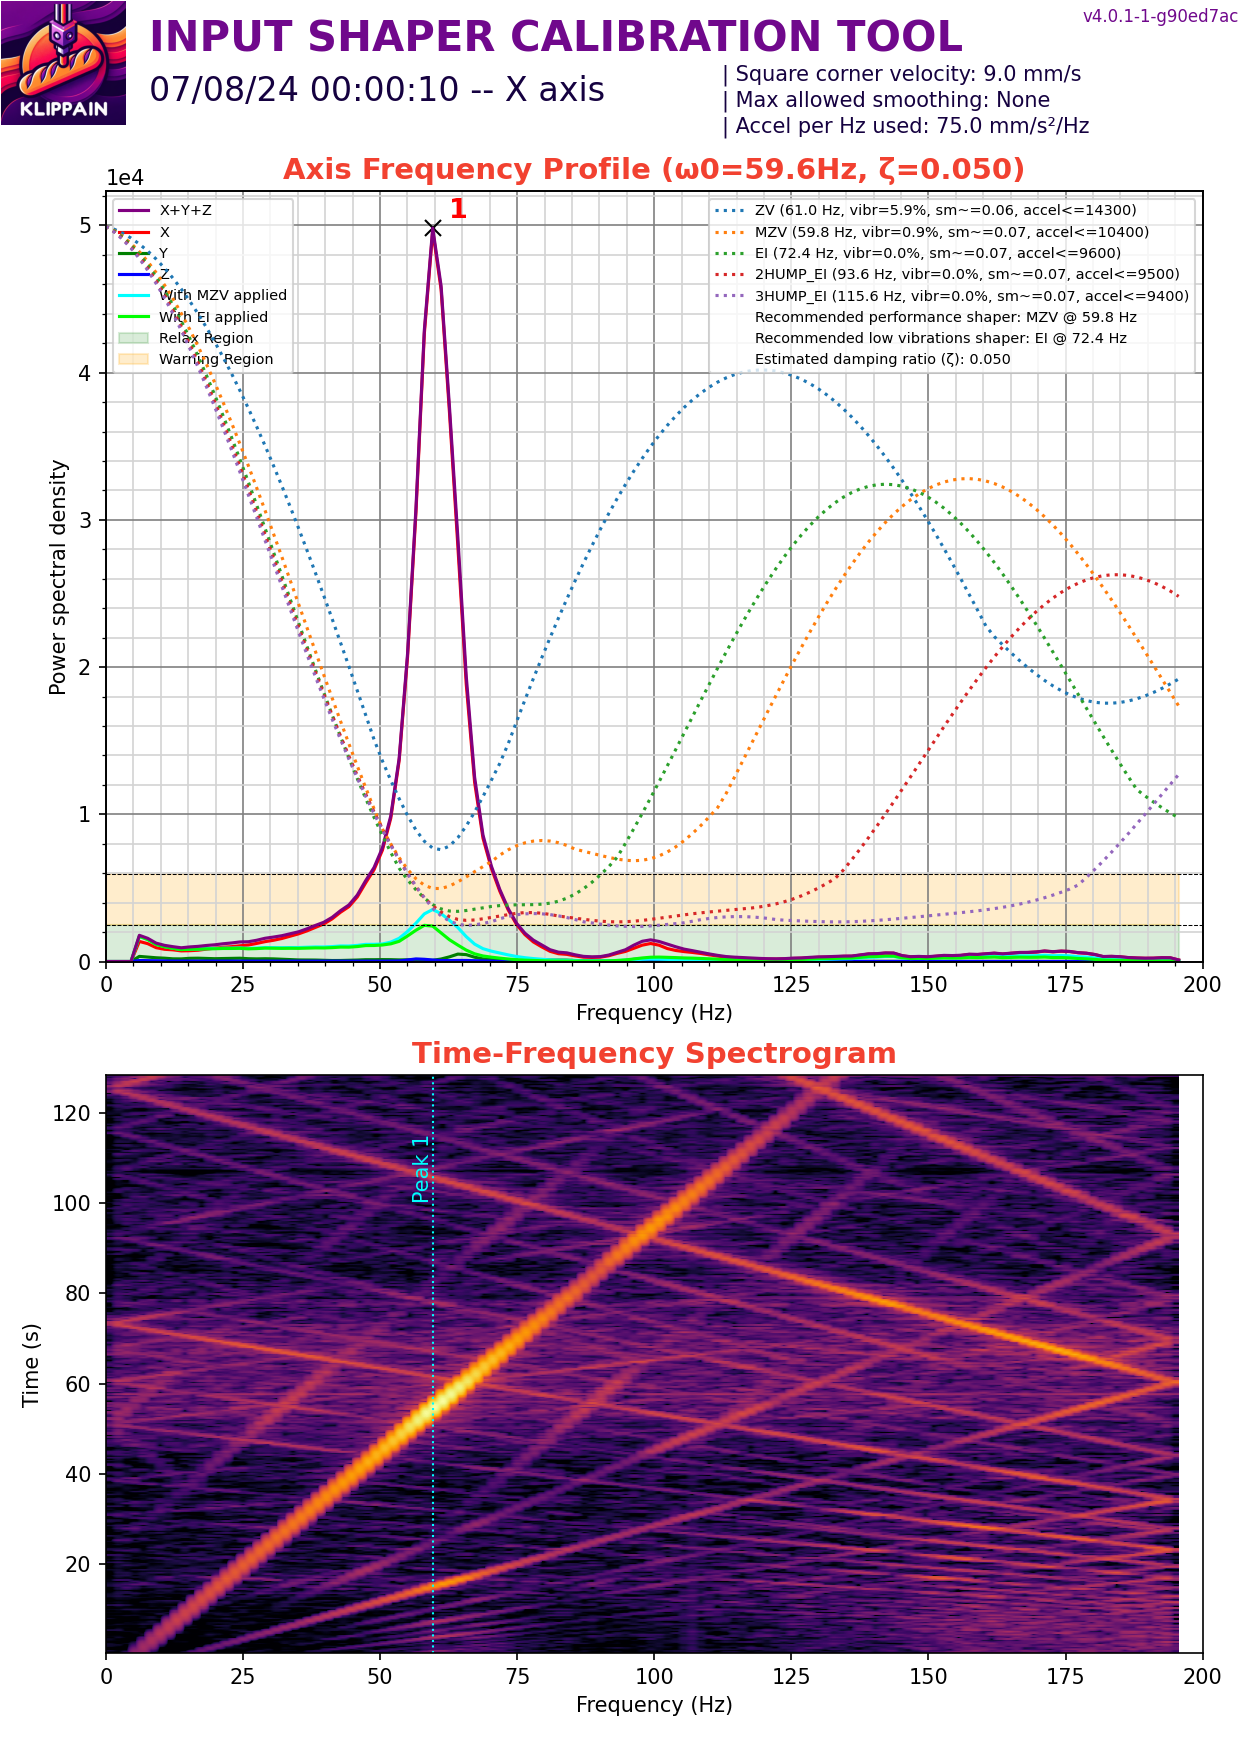 v4.0.1-1-g90ed7ac
INPUT SHAPER CALIBRATION TOOL
07/08/24 00:00:10 -- X axis
| Square corner velocity: 9.0 mm/s
| Max allowed smoothing: None
| Accel per Hz used: 75.0 mm/s²/Hz
KLIPPAIN
Axis Frequency Profile (ω0=59.6Hz, ζ=0.050)
1e4
X+Y+Z
X
Y
Z
With MZV applied
With EI applied
Relax Region
Warning Region
1
ZV (61.0 Hz, vibr=5.9%, sm~=0.06, accel<=14300)
MZV (59.8 Hz, vibr=0.9%, sm~=0.07, accel<=10400)
EI (72.4 Hz, vibr=0.0%, sm~=0.07, accel<=9600)
2HUMP_EI (93.6 Hz, vibr=0.0%, sm~=0.07, accel<=9500)
3HUMP_EI (115.6 Hz, vibr=0.0%, sm~=0.07, accel<=9400)
Recommended performance shaper: MZV @ 59.8 Hz
Recommended low vibrations shaper: EI @ 72.4 Hz
Estimated damping ratio (ζ): 0.050
Power spectral density
5
4
3
2
1
0
0 25 50 75 100 125 150 175 200
Frequency (Hz)
Time-Frequency Spectrogram
Time (s)
120
100
80
60
40
20
Peak 1
0 25 50 75 100 125 150 175 200
Frequency (Hz)